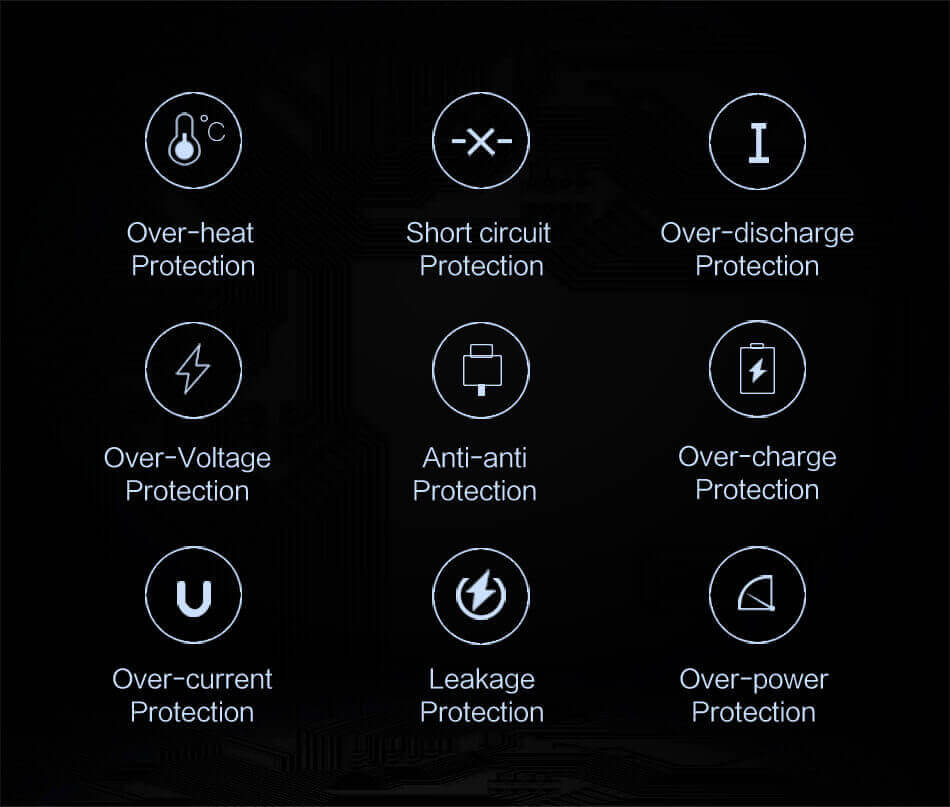 °C
Over-heat
Protection
Short circuit
Protection
I
Over-discharge
Protection
Over-Voltage
Protection
Anti-anti
Protection
Over-charge
Protection
U
Over-current
Protection
Leakage
Protection
Over-power
Protection